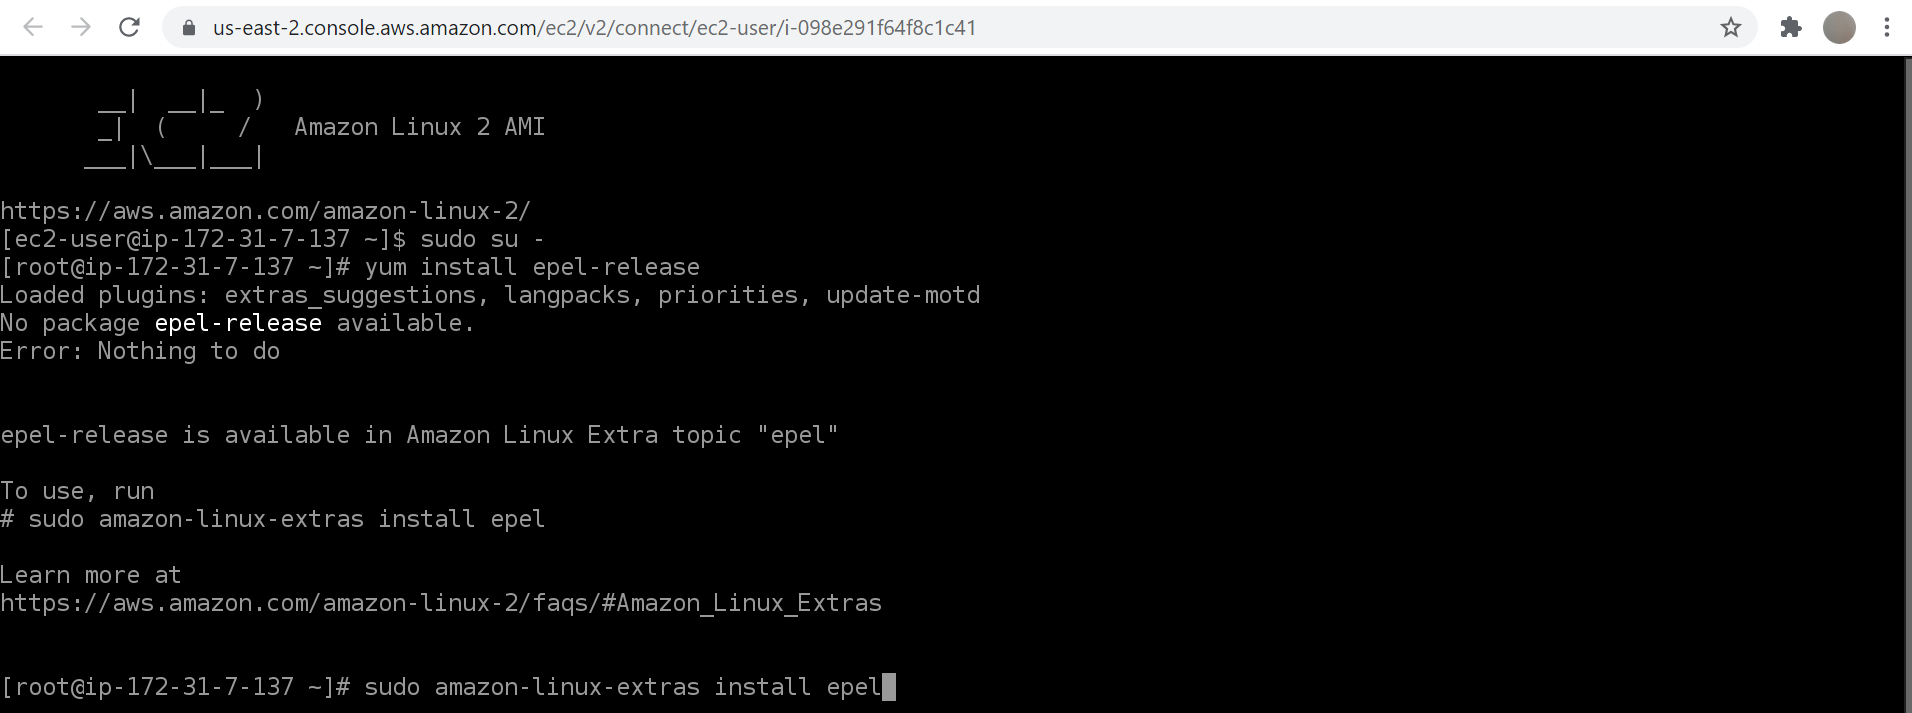 us-east-2.console.aws.amazon.com/ec2/v2/connect/ec2-user/i-098e291f64f8c1c41
       __|  __|_  )
       _|  (     /   Amazon Linux 2 AMI
      ___|\___|___|
https://aws.amazon.com/amazon-linux-2/
[ec2-user@ip-172-31-7-137 ~]$ sudo su -
[root@ip-172-31-7-137 ~]# yum install epel-release
Loaded plugins: extras_suggestions, langpacks, priorities, update-motd
No package epel-release available.
Error: Nothing to do
epel-release is available in Amazon Linux Extra topic "epel"
To use, run
# sudo amazon-linux-extras install epel
Learn more at
https://aws.amazon.com/amazon-linux-2/faqs/#Amazon_Linux_Extras
[root@ip-172-31-7-137 ~]# sudo amazon-linux-extras install epel